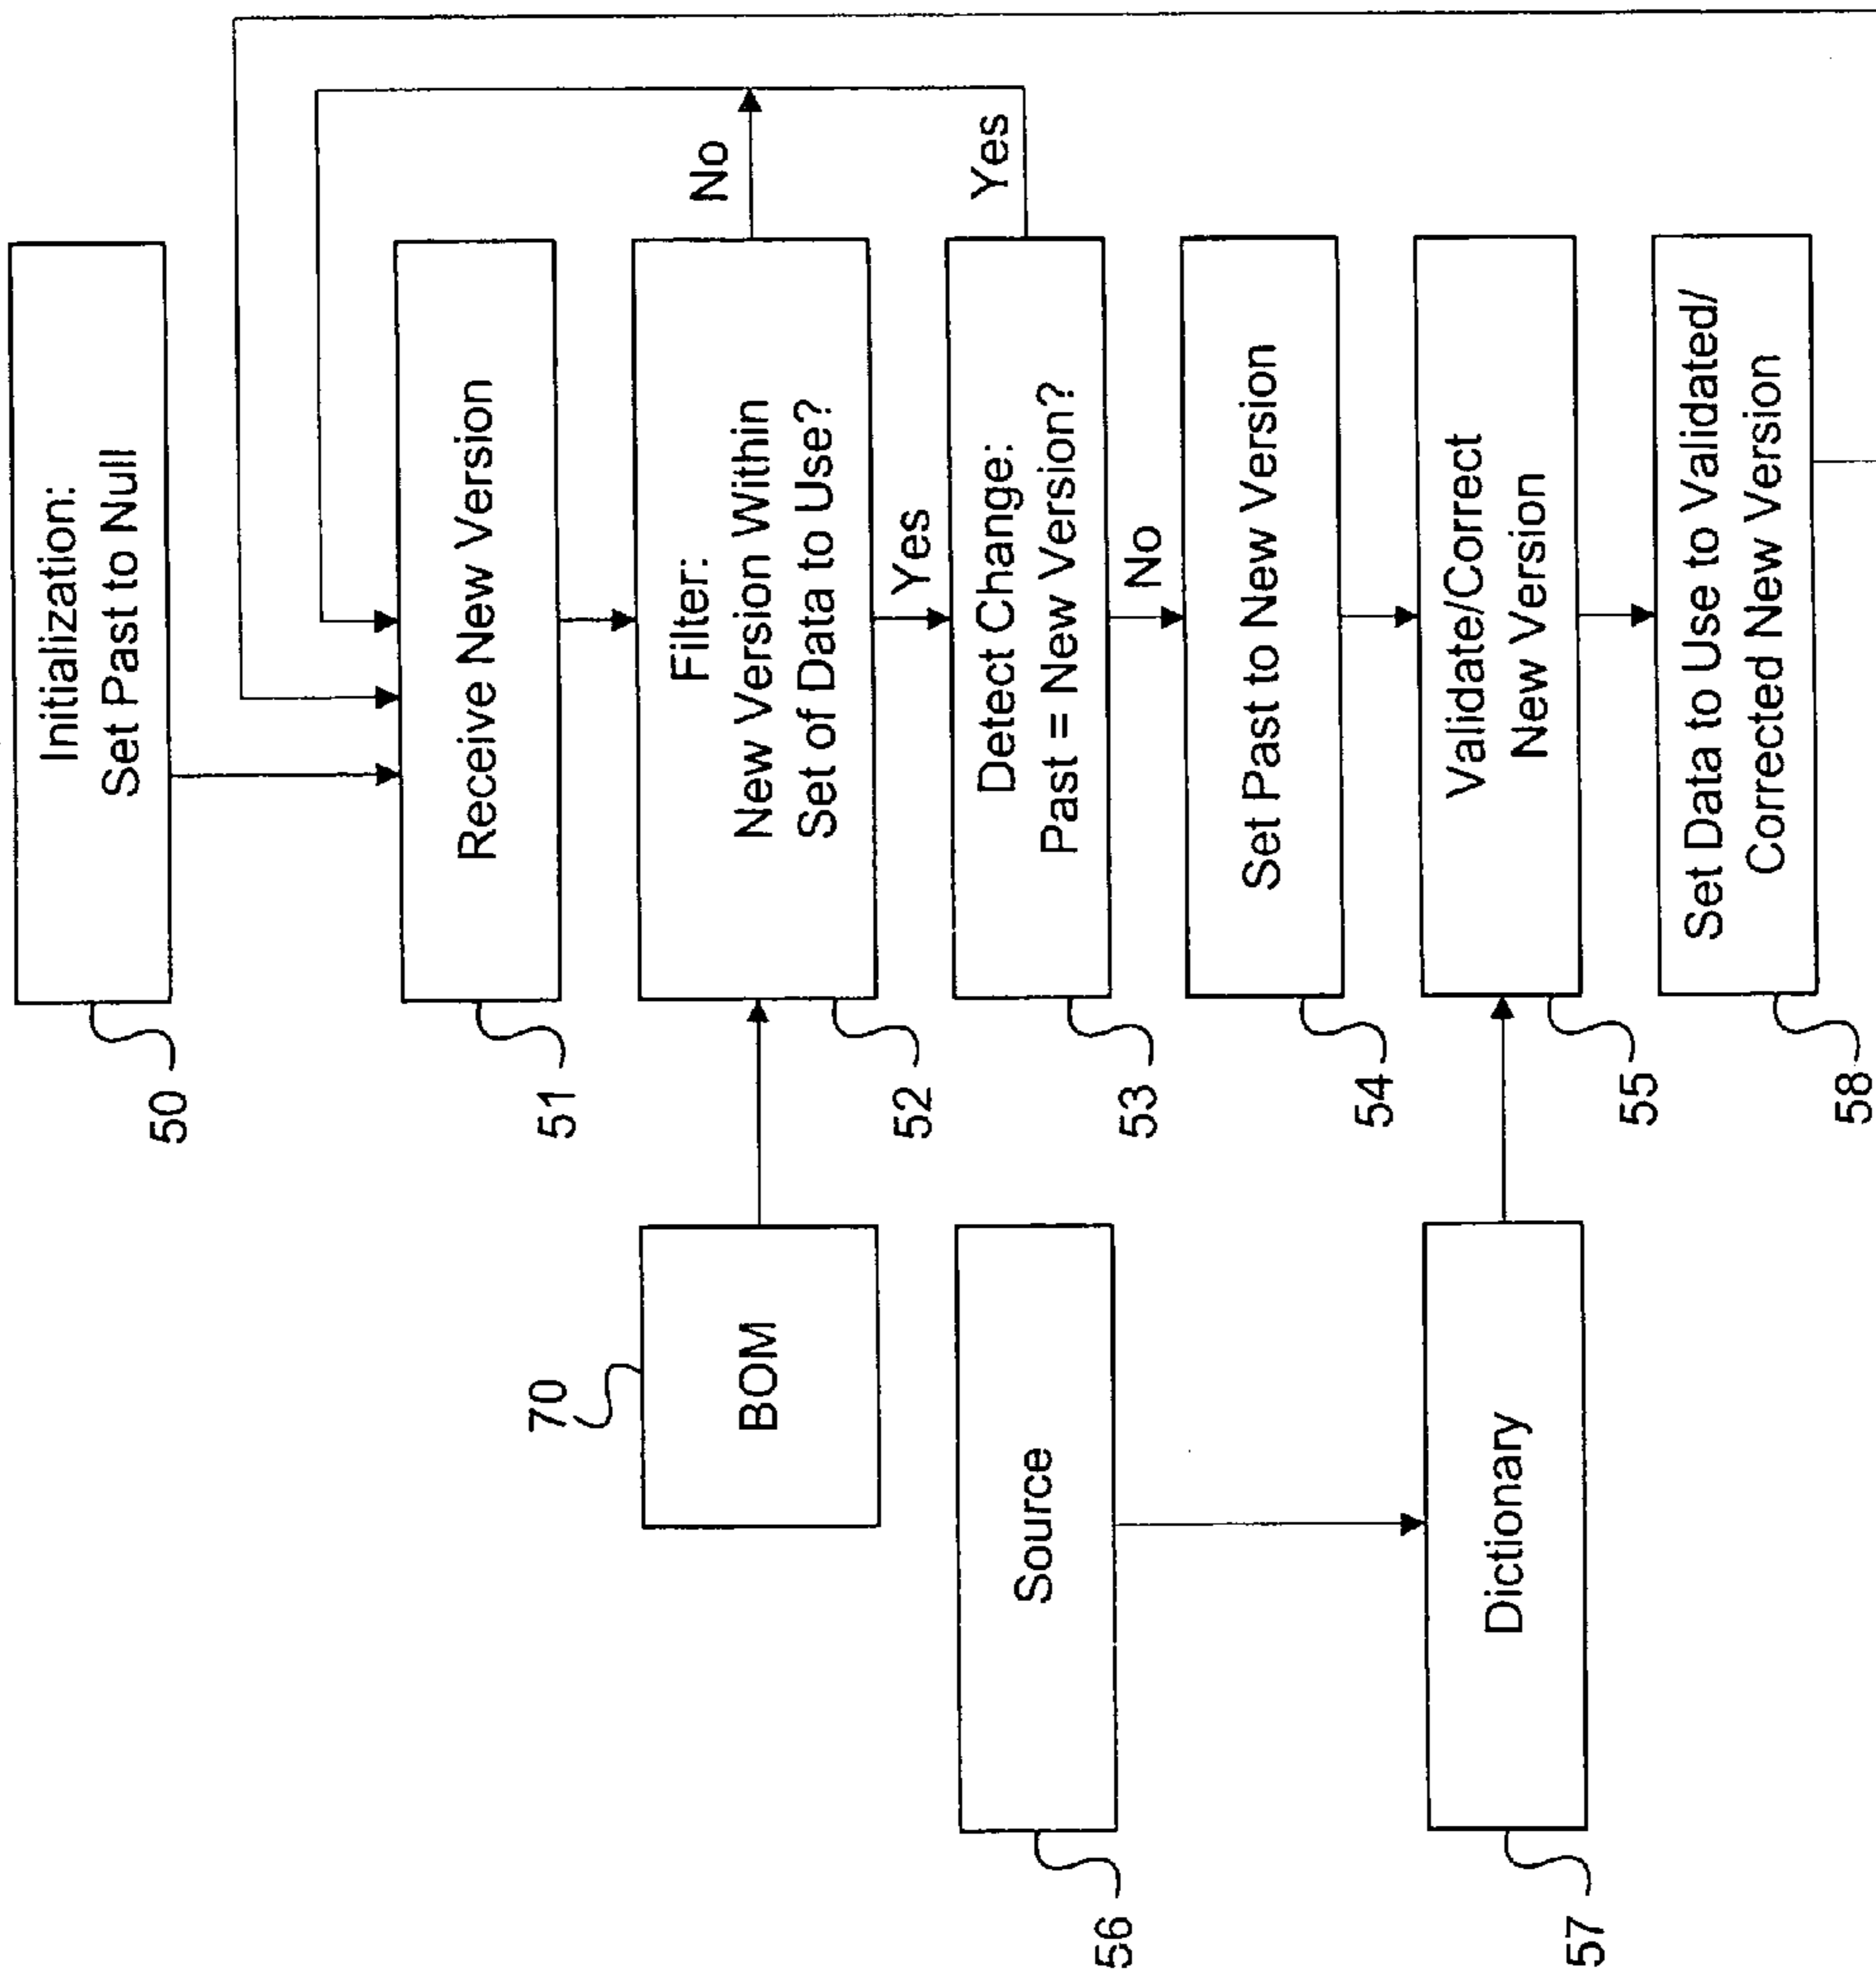 Initialization:
Set Past to Null
50
Receive New Version
51
Filter:
New Version Within
Set of Data to Use?
52
No
Yes
70
BOM
Detect Change:
Past = New Version?
53
Yes
No
Set Past to New Version
54
Source
56
Validate/Correct
New Version
55
Dictionary
57
Set Data to Use to Validated/
Corrected New Version
58